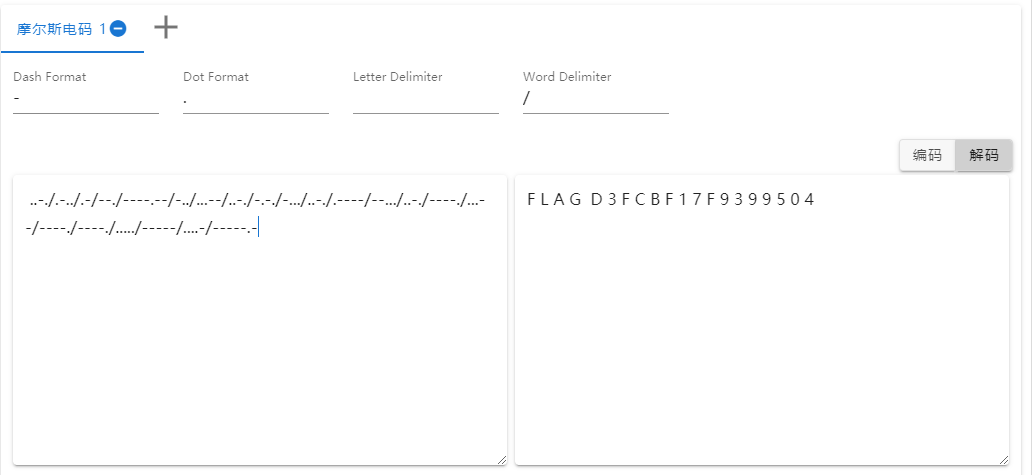 摩尔斯电码 1
Dash Format
Dot Format
Letter Delimiter
Word Delimiter
-
.
/
编码
解码
..-./.-../.-/--./----.--/-../...--/..-./-.-./-.../..-./.----/--.../..-./----./...-
-/----./----./...../-----/....-/-----.-
F L A G D 3 F C B F 1 7 F 9 3 9 9 5 0 4